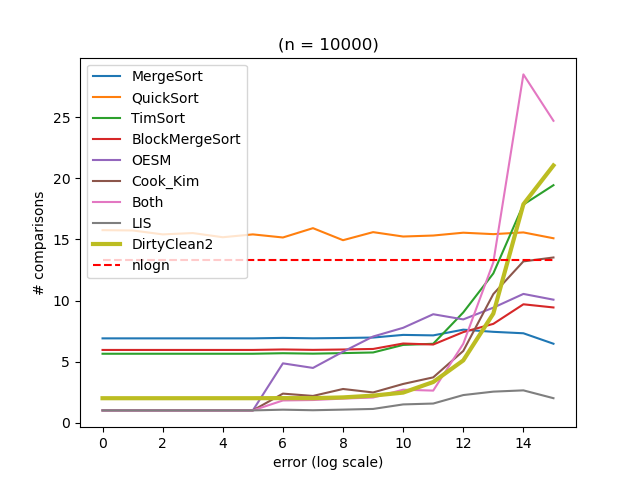 (n = 10000)
MergeSort
QuickSort
TimSort
BlockMergeSort
OESM
Cook_Kim
Both
LIS
DirtyClean2
nlogn
# comparisons
25
20
15
10
5
0
0 2 4 6 8 10 12 14
error (log scale)